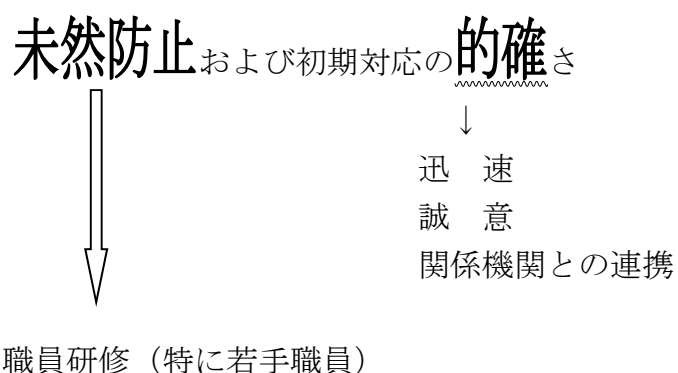 未然防止および初期対応の的確さ
↓
迅　速
誠　意
関係機関との連携
職員研修（特に若手職員）